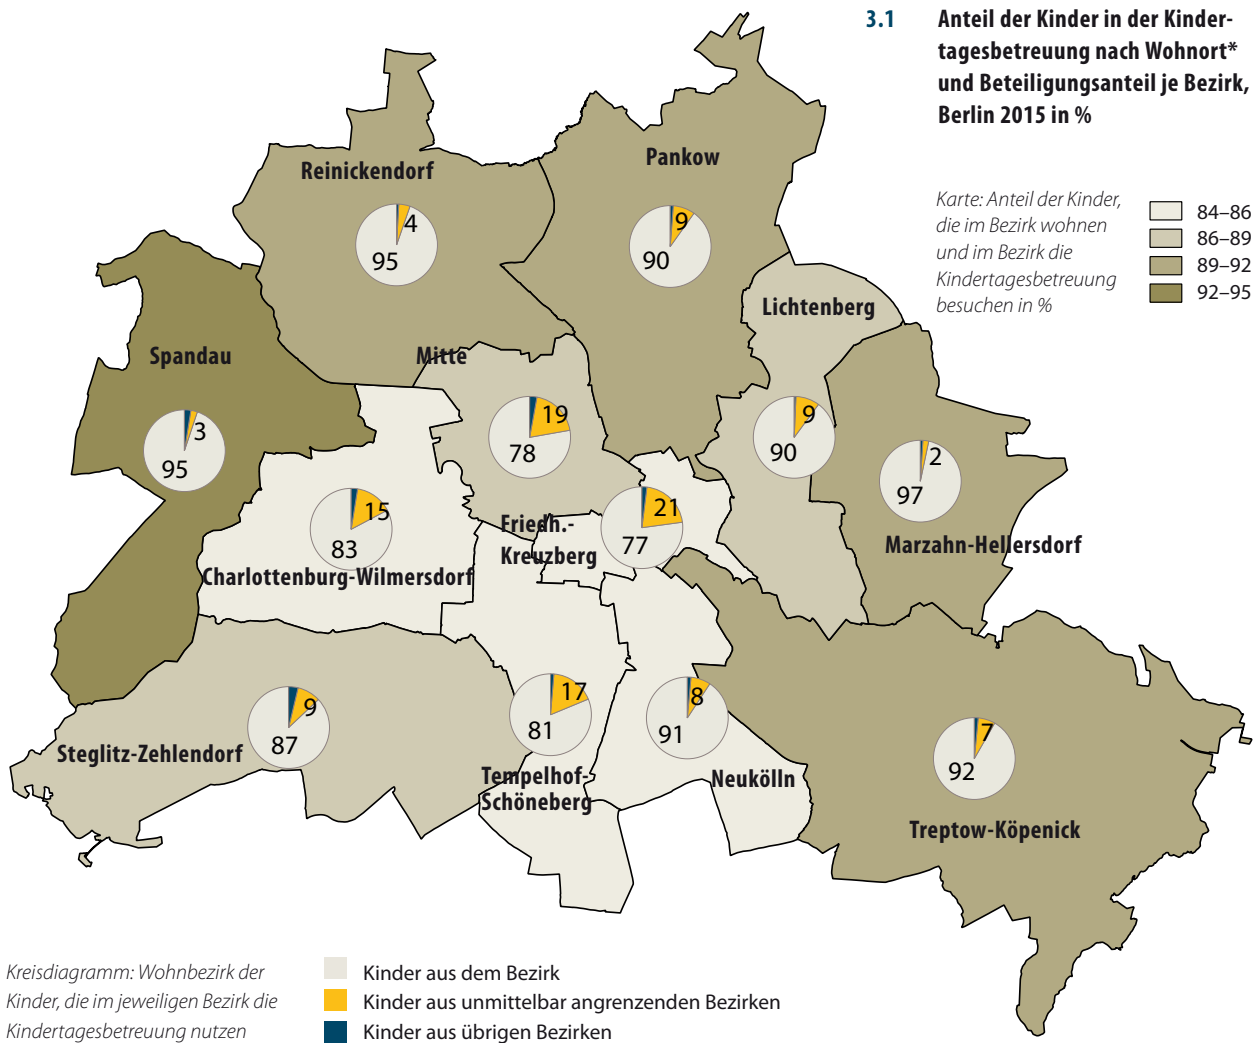 3.1 Anteil der Kinder in der Kinder-
tagesbetreuung nach Wohnort*
und Beteiligungsanteil je Bezirk,
Berlin 2015 in %
Karte: Anteil der Kinder,
die im Bezirk wohnen
und im Bezirk die
Kindertagesbetreuung
besuchen in %
84–86
86–89
89–92
92–95
Reinickendorf
4
95
Pankow
9
90
Lichtenberg
9
90
Spandau
3
95
Mitte
19
78
Marzahn-Hellersdorf
2
97
Charlottenburg-Wilmersdorf
15
83
Friedh.-
Kreuzberg
21
77
Steglitz-Zehlendorf
9
87
Tempelhof-
Schöneberg
17
81
Neukölln
8
91
Treptow-Köpenick
7
92
Kreisdiagramm: Wohnbezirk der
Kinder, die im jeweiligen Bezirk die
Kindertagesbetreuung nutzen
Kinder aus dem Bezirk
Kinder aus unmittelbar angrenzenden Bezirken
Kinder aus übrigen Bezirken